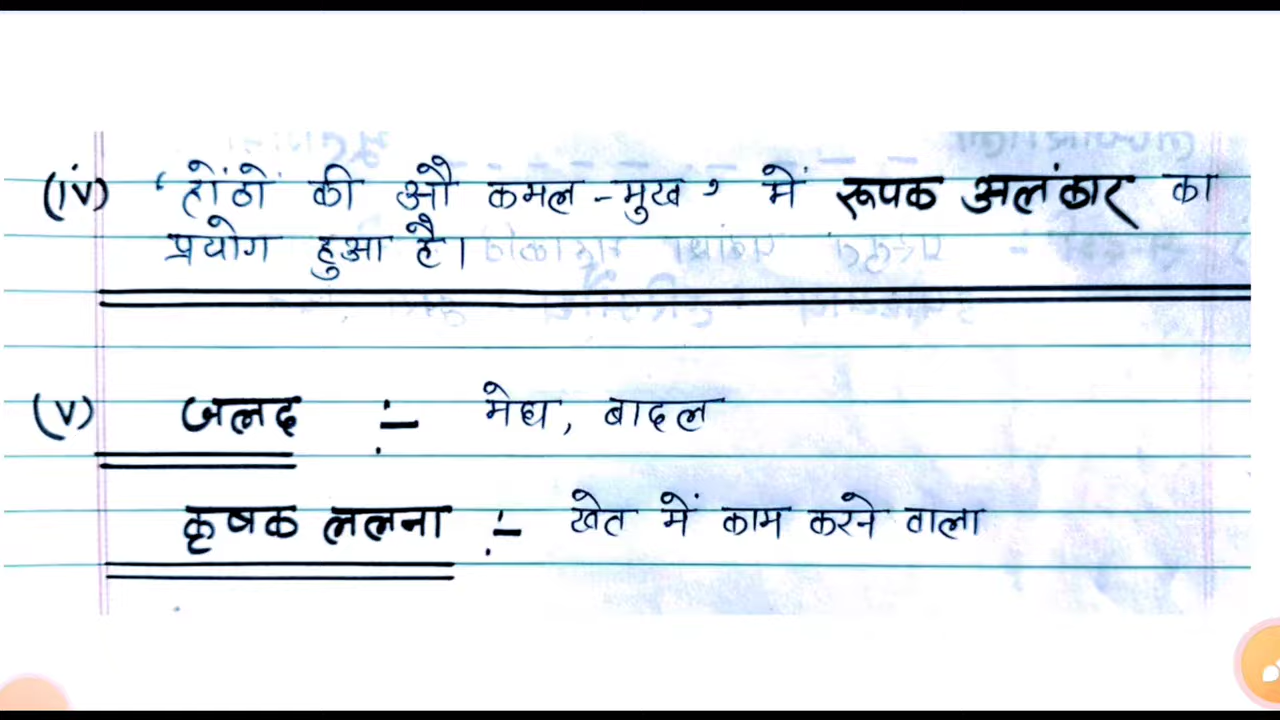 (iv) ‘होंठों की औ कमल-मुख’ में रूपक अलंकार का
प्रयोग हुआ है।
(v) जलद :- मेघ, बादल
कृषक ललना :- खेत में काम करने वाला